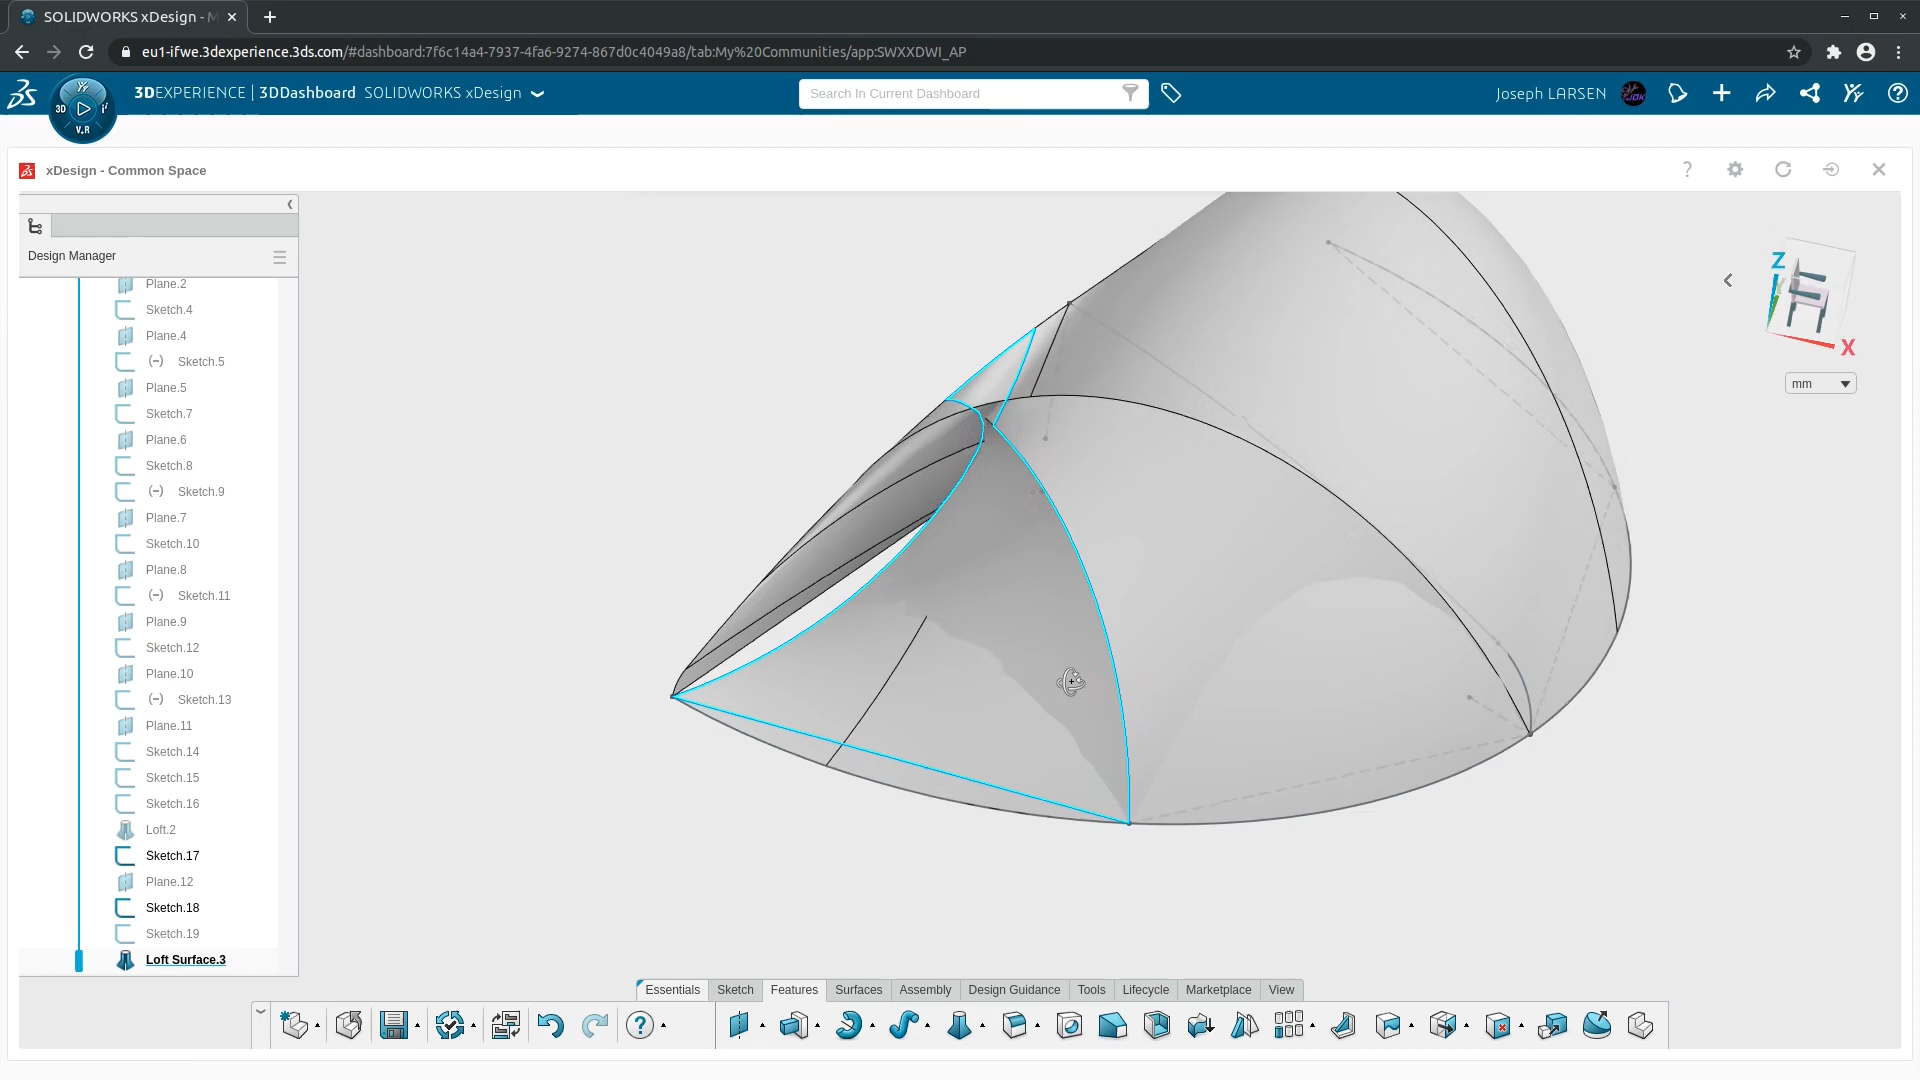 SOLIDWORKS xDesign - M
eu1-ifwe.3dexperience.3ds.com/#dashboard:7f6c14a4-7937-4fa6-9274-867d0c4049a8/tab:My%20Communities/app:SWXXDWI_AP
3D
V.R
3DEXPERIENCE | 3DDashboard SOLIDWORKS xDesign
Search In Current Dashboard
Joseph LARSEN
xDesign - Common Space
Design Manager
Plane.2
Sketch.4
Plane.4
(-) Sketch.5
Plane.5
Sketch.7
Plane.6
Sketch.8
(-) Sketch.9
Plane.7
Sketch.10
Plane.8
(-) Sketch.11
Plane.9
Sketch.12
Plane.10
(-) Sketch.13
Plane.11
Sketch.14
Sketch.15
Sketch.16
Loft.2
Sketch.17
Plane.12
Sketch.18
Sketch.19
Loft Surface.3
Z
X
mm
Essentials Sketch Features Surfaces Assembly Design Guidance Tools Lifecycle Marketplace View